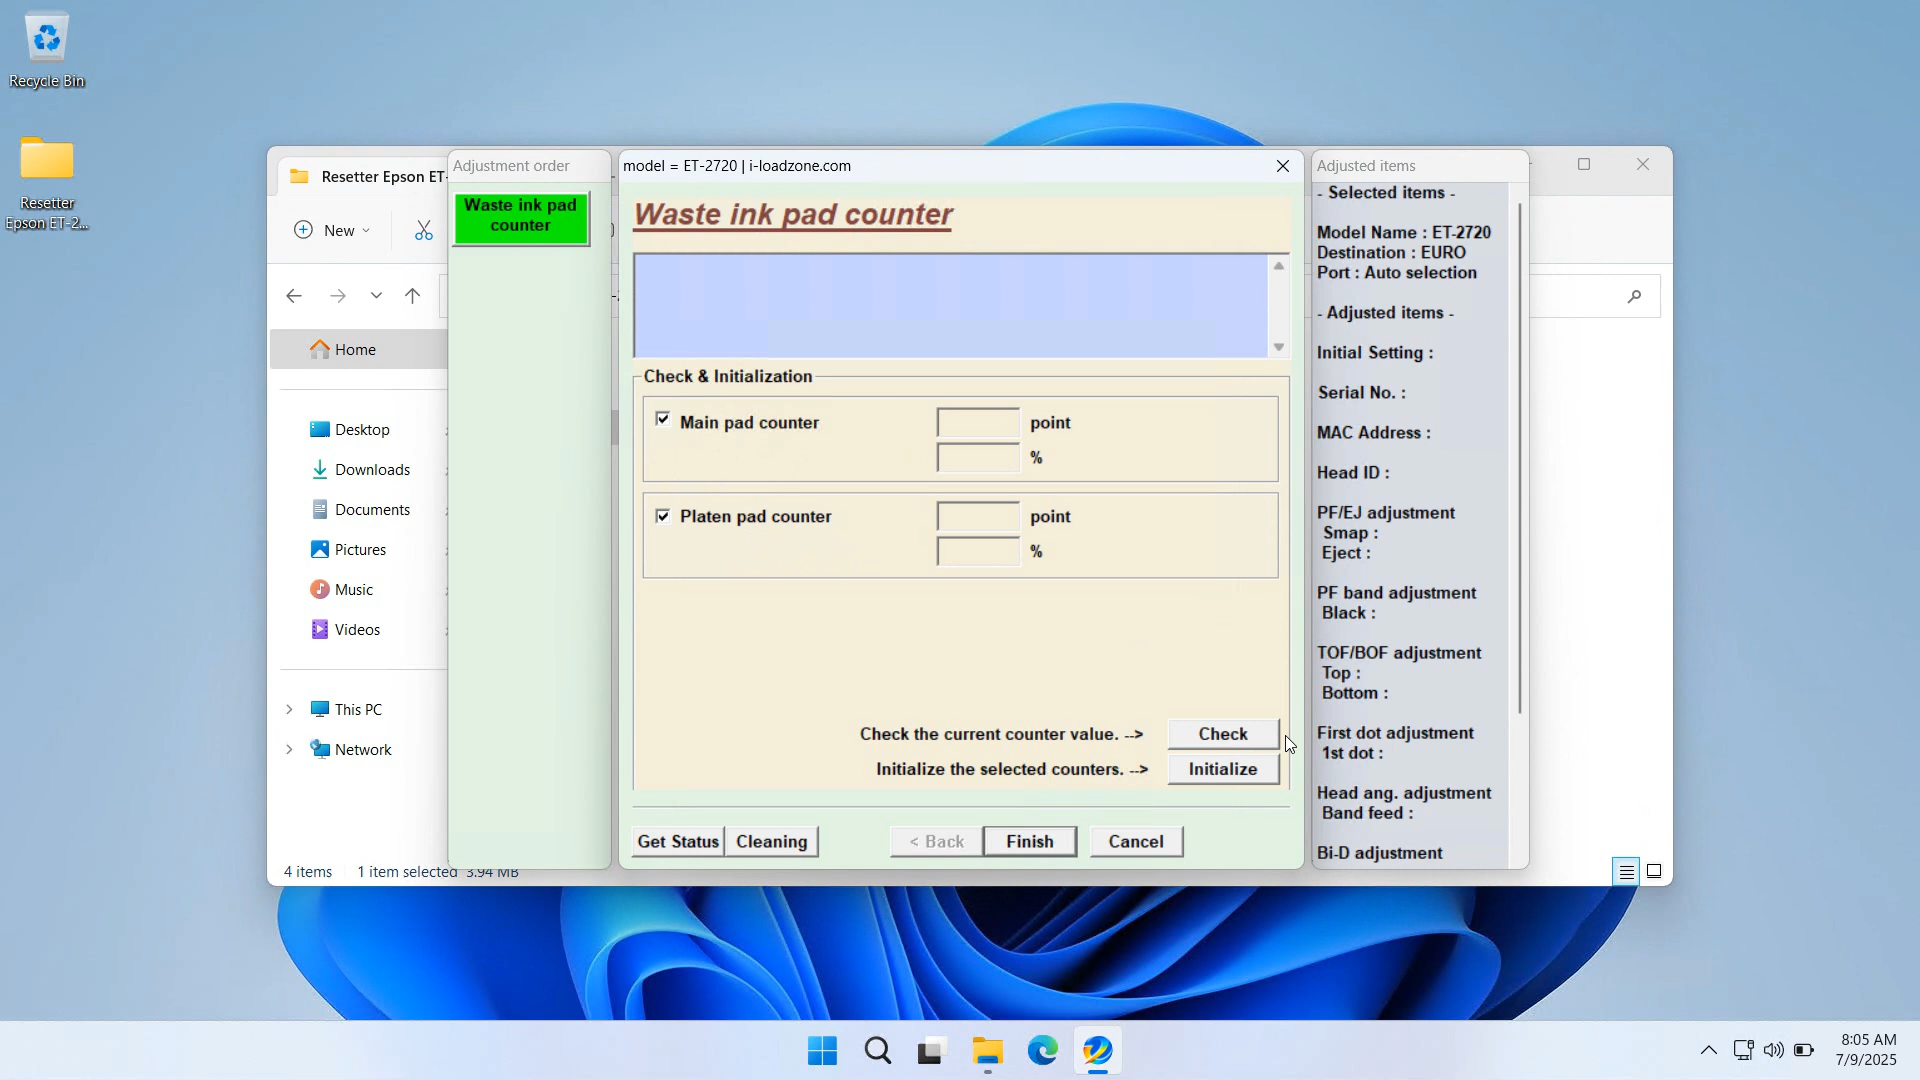 Recycle Bin
Resetter
Epson ET-2...
Resetter Epson ET-
New
Home
Desktop
Downloads
Documents
Pictures
Music
Videos
This PC
Network
4 items
1 item selected 3.94 MB
Adjustment order
Waste ink pad
counter
model = ET-2720 | i-loadzone.com
Waste ink pad counter
Check & Initialization
Main pad counter
point
%
Platen pad counter
point
%
Check the current counter value. -->
Check
Initialize the selected counters. -->
Initialize
Get Status
Cleaning
< Back
Finish
Cancel
Adjusted items
- Selected items -
Model Name : ET-2720
Destination : EURO
Port : Auto selection
- Adjusted items -
Initial Setting :
Serial No. :
MAC Address :
Head ID :
PF/EJ adjustment
Smap :
Eject :
PF band adjustment
Black :
TOF/BOF adjustment
Top :
Bottom :
First dot adjustment
1st dot :
Head ang. adjustment
Band feed :
Bi-D adjustment
8:05 AM
7/9/2025